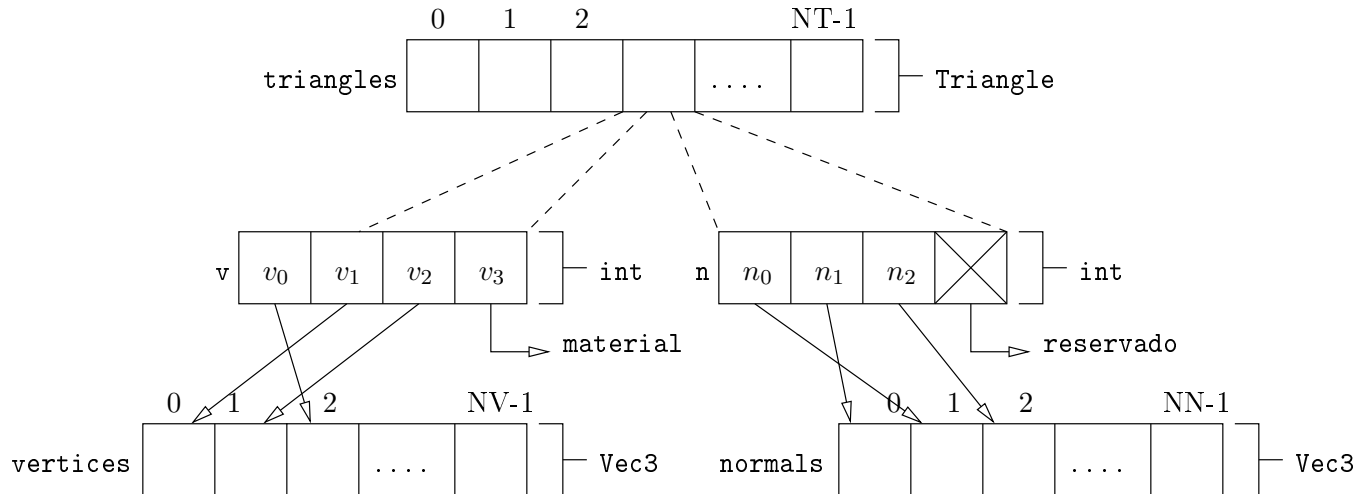 0 1 2 NT-1
triangles .... Triangle
v v₀ v₁ v₂ v₃ int n n₀ n₁ n₂ int
material reservado
0 1 2 NV-1 0 1 2 NN-1
vertices .... Vec3 normals .... Vec3